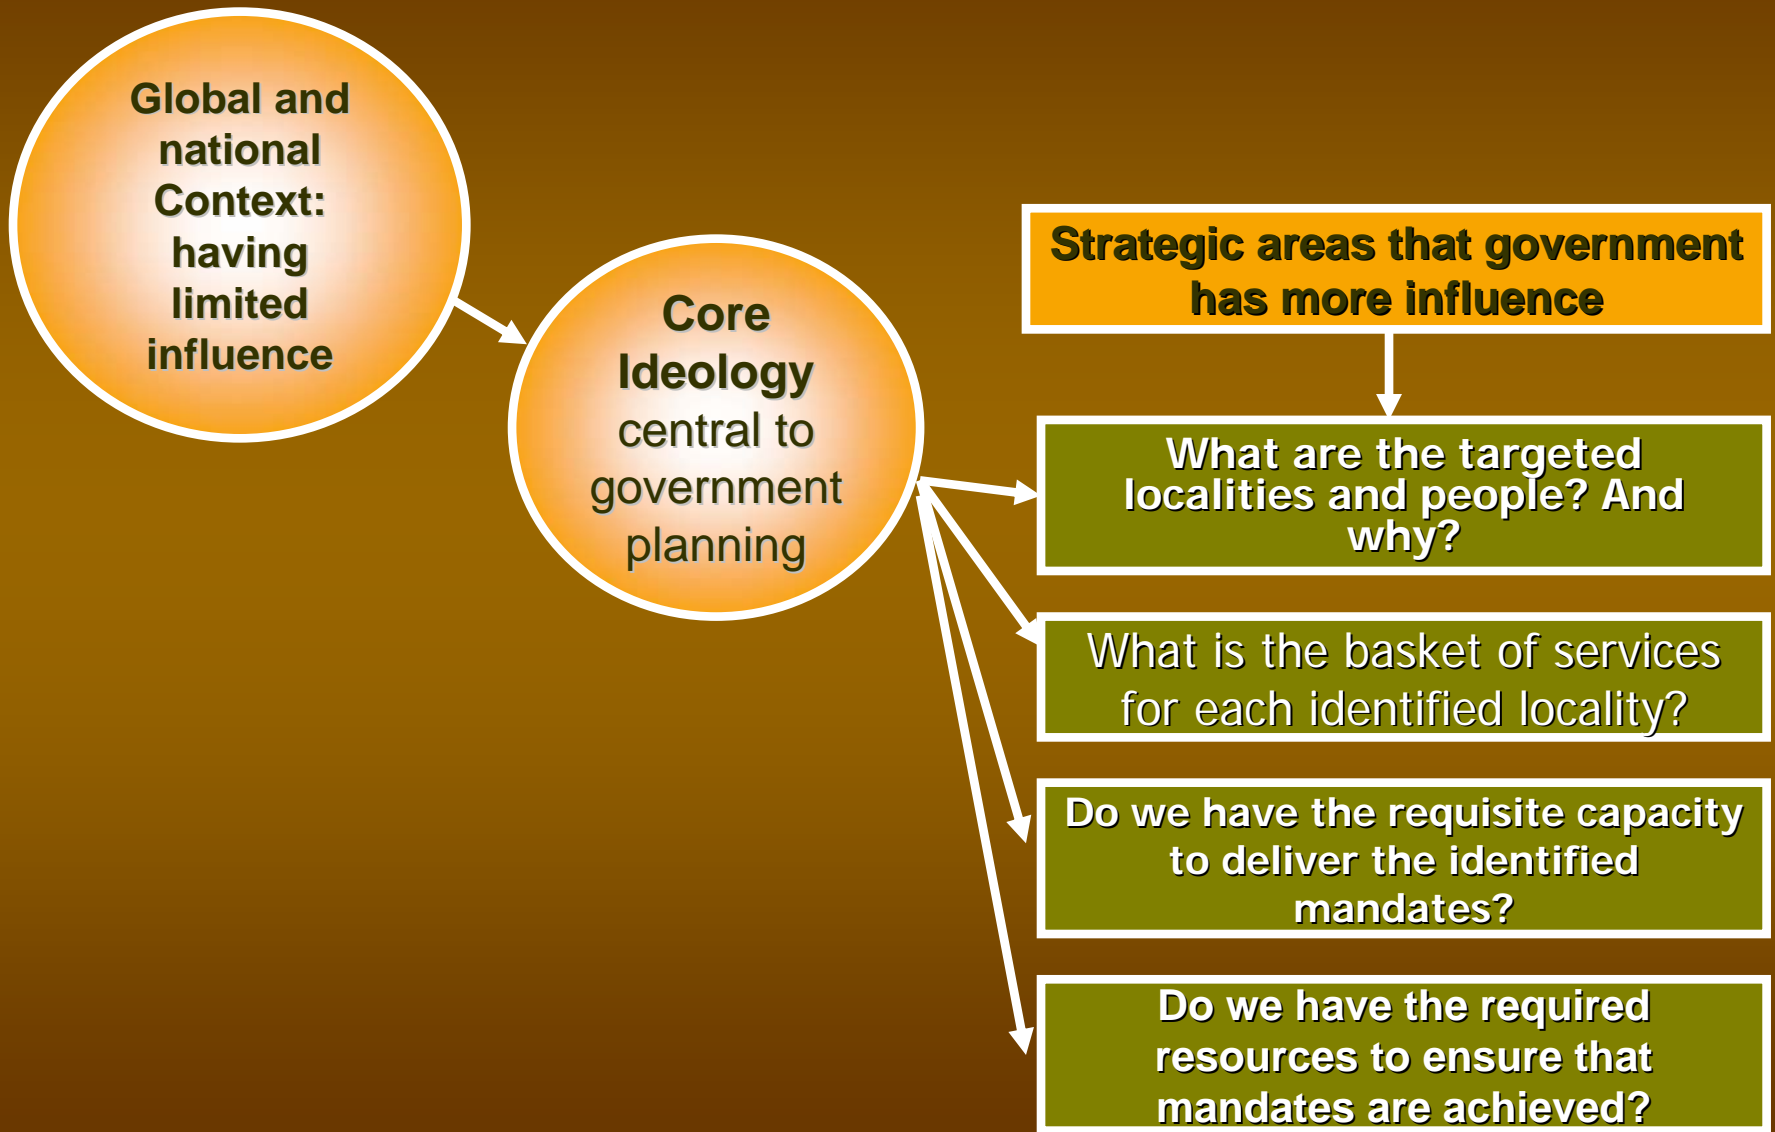 Global and
national
Context:
having
limited
influence
Core
Ideology
central to
government
planning
Strategic areas that government
has more influence
What are the targeted
localities and people? And
why?
What is the basket of services
for each identified locality?
Do we have the requisite capacity
to deliver the identified
mandates?
Do we have the required
resources to ensure that
mandates are achieved?